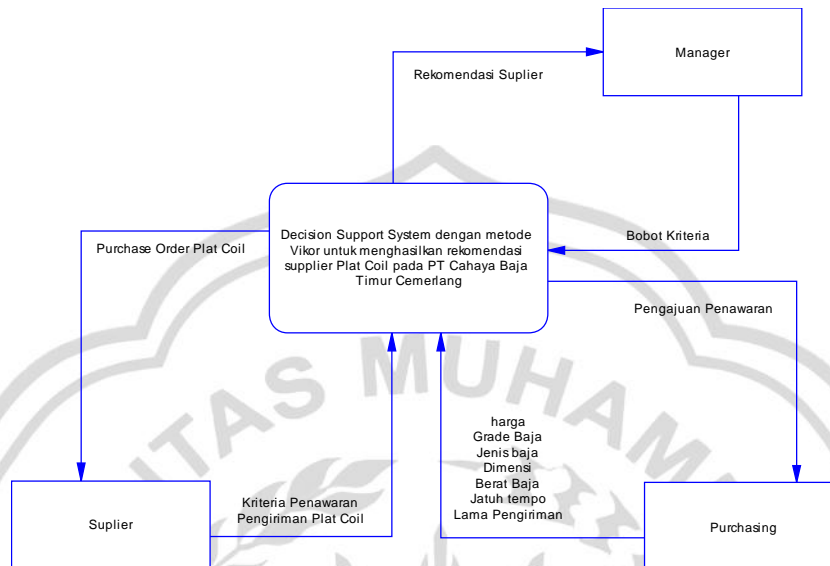 Manager
Rekomendasi Suplier
Decision Support System dengan metode
Vikor untuk menghasilkan rekomendasi
supplier Plat Coil pada PT Cahaya Baja
Timur Cemerlang
Purchase Order Plat Coil
Bobot Kriteria
Pengajuan Penawaran
harga
Grade Baja
Jenis baja
Dimensi
Berat Baja
Jatuh tempo
Lama Pengiriman
Kriteria Penawaran
Pengiriman Plat Coil
Suplier
Purchasing
ITAS MUHAM